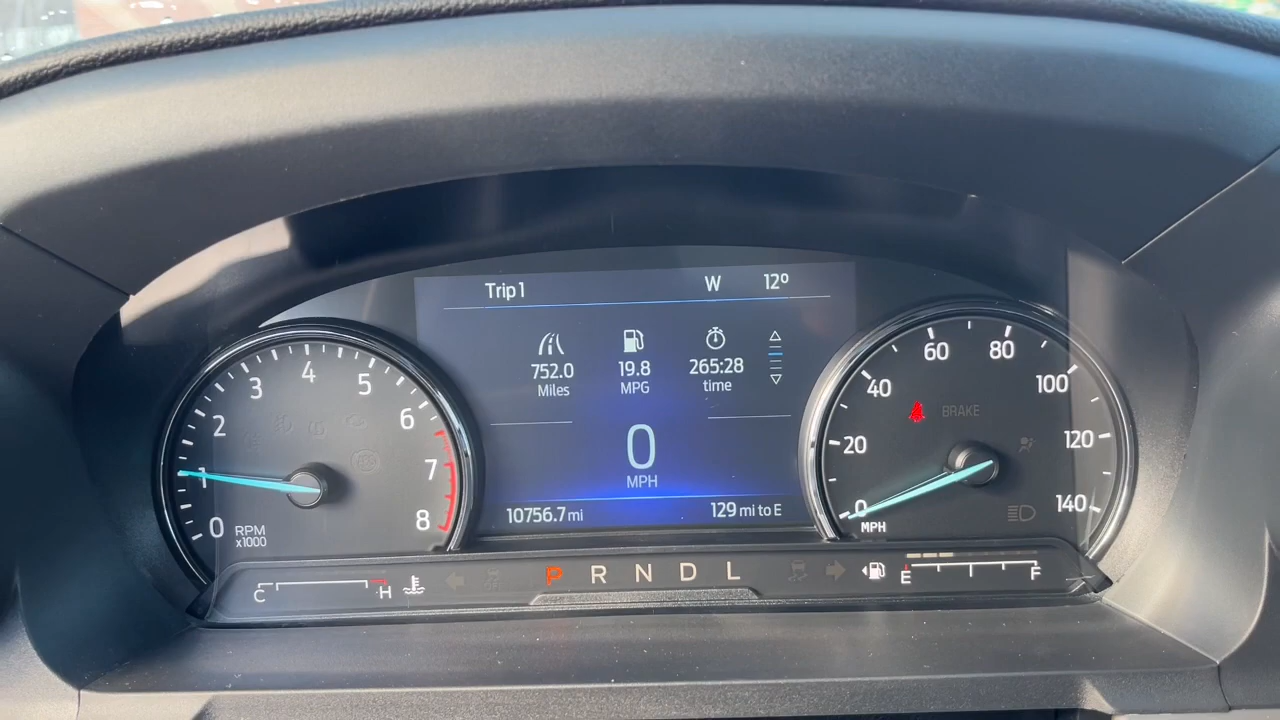 Trip 1 W 12°
752.0 19.8 265:28
Miles MPG time
0
MPH
10756.7 mi 129 mi to E
0 1 2 3 4 5 6 7 8
RPM
x1000
0 20 40 60 80 100 120 140
BRAKE
MPH
C H
P R N D L
E F